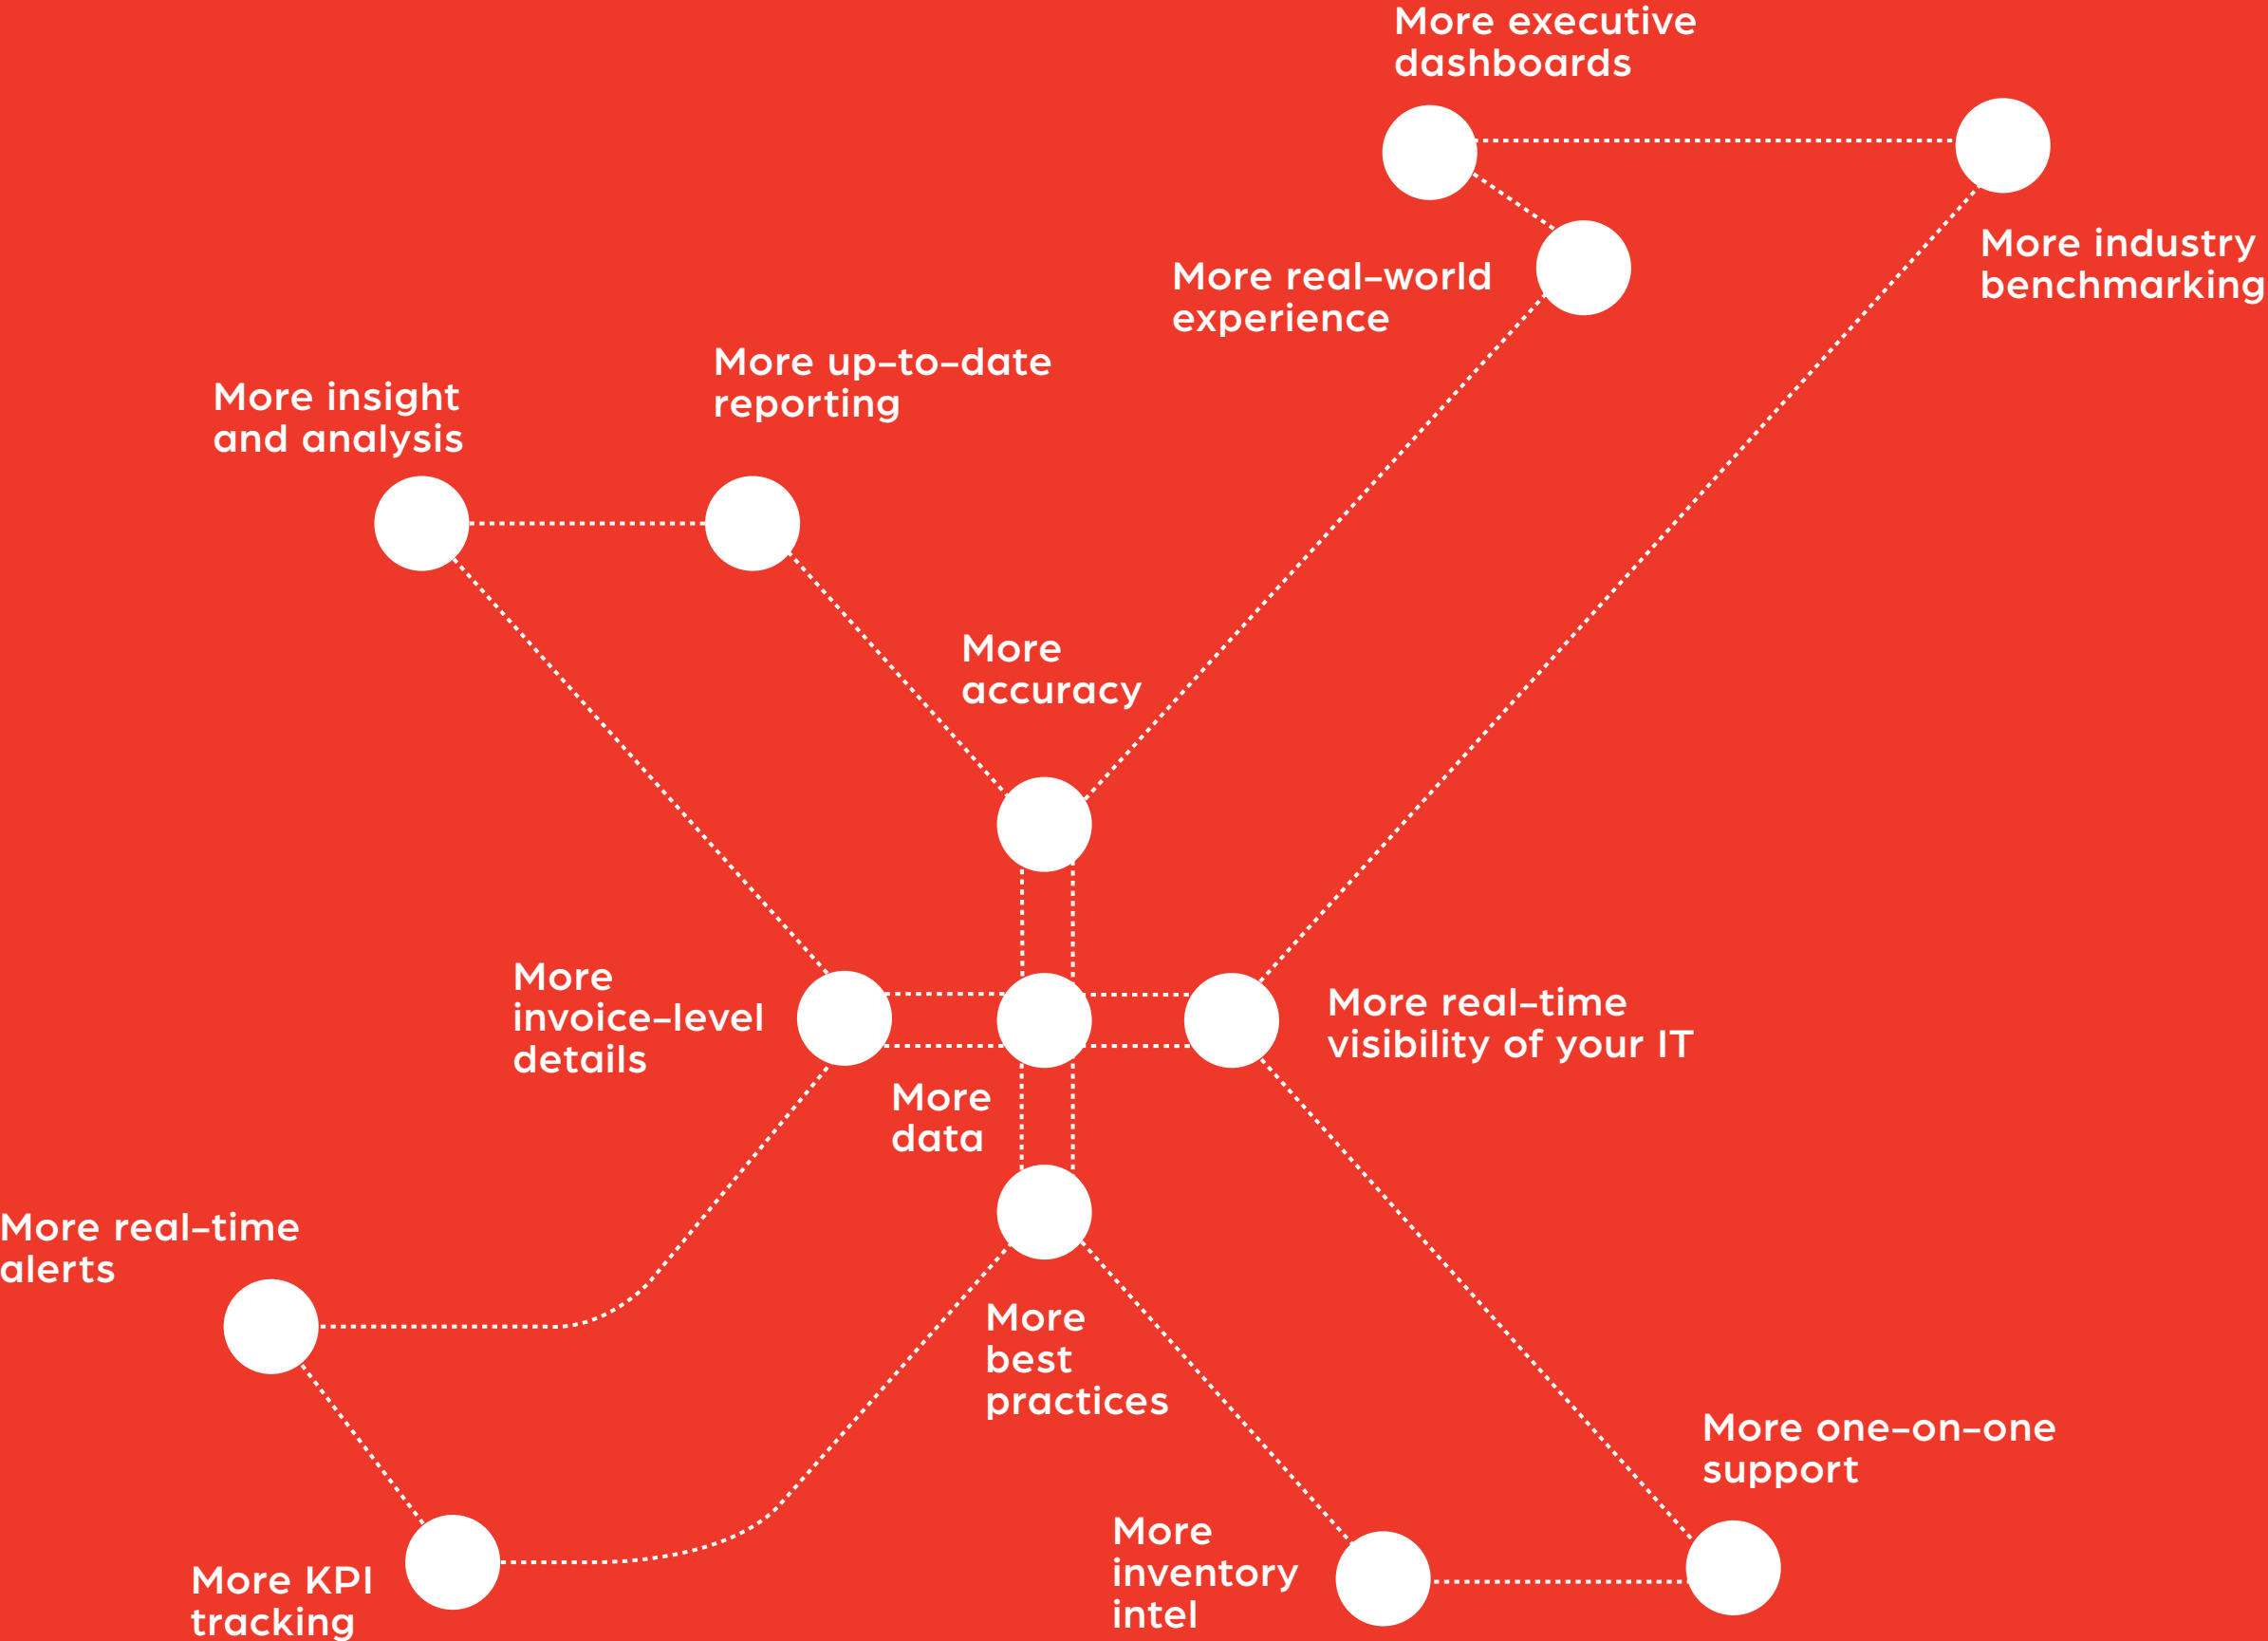 More executive
dashboards
More industry
benchmarking
More real-world
experience
More up-to-date
reporting
More insight
and analysis
More
accuracy
More
invoice-level
details
More real-time
visibility of your IT
More
data
More real-time
alerts
More
best
practices
More one-on-one
support
More
inventory
intel
More KPI
tracking